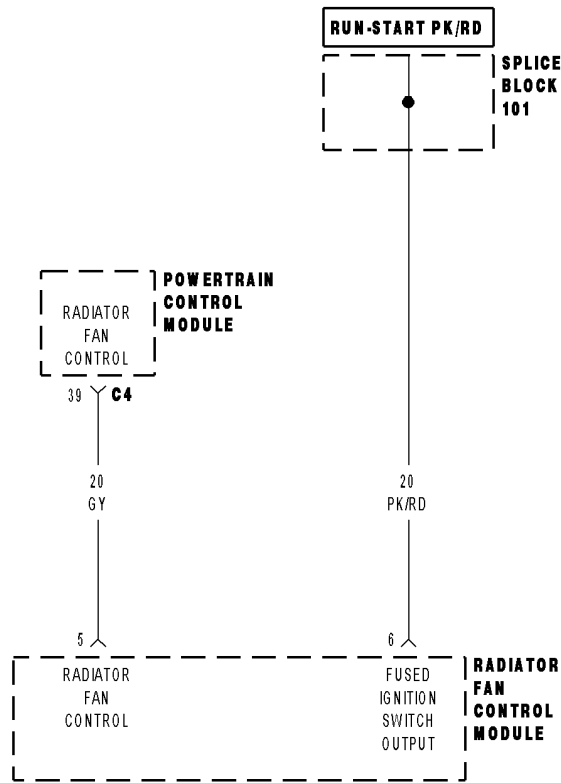 RUN-START PK/RD
SPLICE
BLOCK
101
POWERTRAIN
CONTROL
MODULE
RADIATOR
FAN
CONTROL
39
C4
20
GY
20
PK/RD
5
6
RADIATOR
FAN
CONTROL
FUSED
IGNITION
SWITCH
OUTPUT
RADIATOR
FAN
CONTROL
MODULE